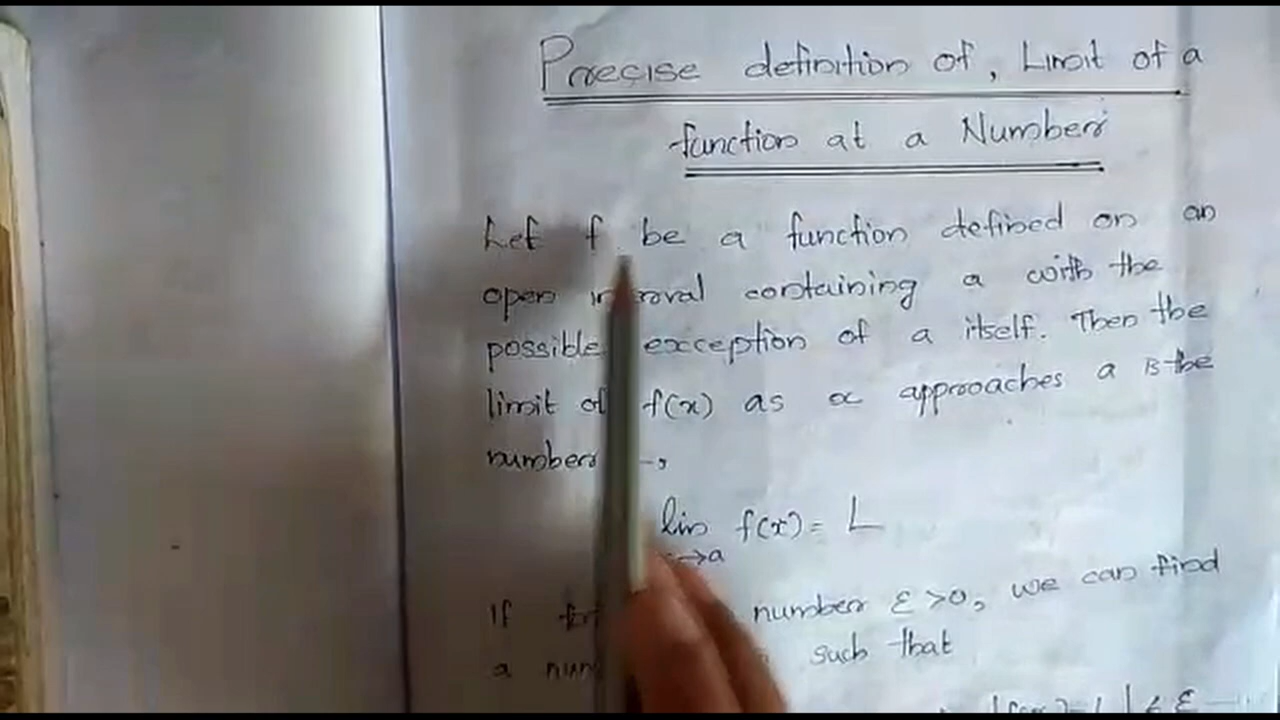 Precise definition of, Limit of a
function at a Number
Let f be a function defined on an
open containing a with the
possible exception of a itself. Then the
limit of f(x) as x approaches a is the
number
lim f(x) = L
→a
If number ε >0, we can find
a such that